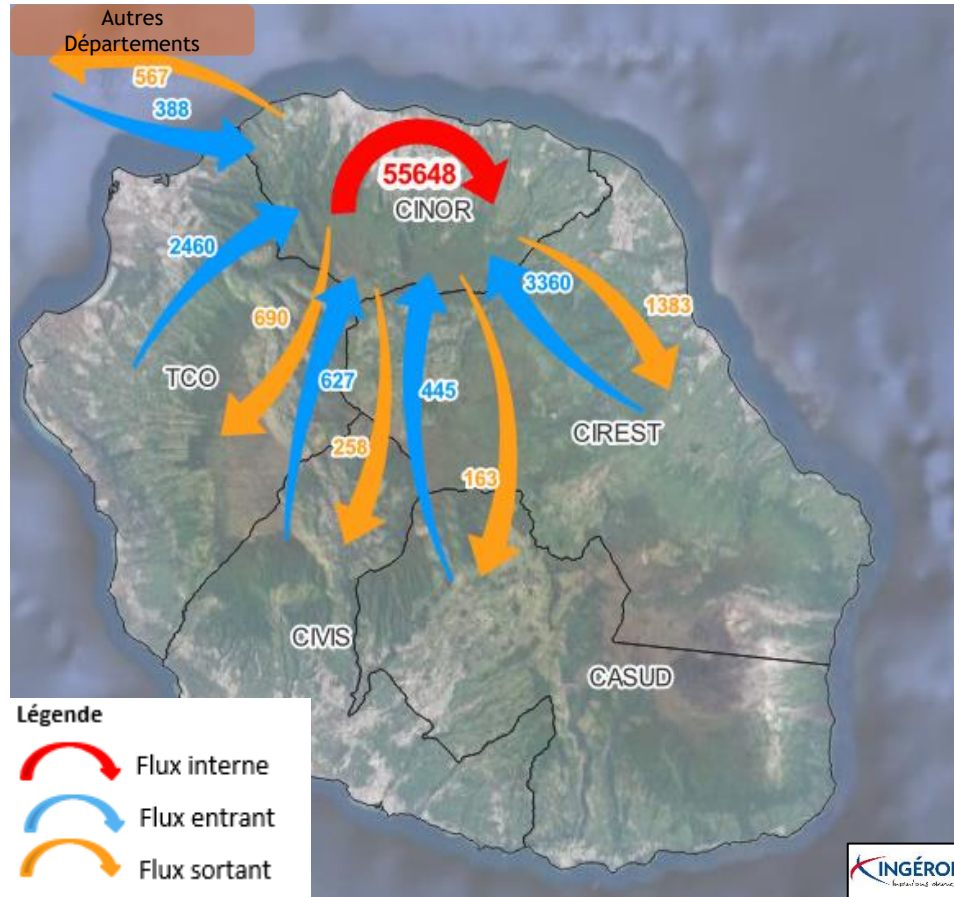 Autres
Départements
567
388
55648
CINOR
2460
3360
1383
690
TCO
627
445
CIREST
258
163
CIVIS
CASUD
Légende
Flux interne
Flux entrant
Flux sortant
INGÉRO